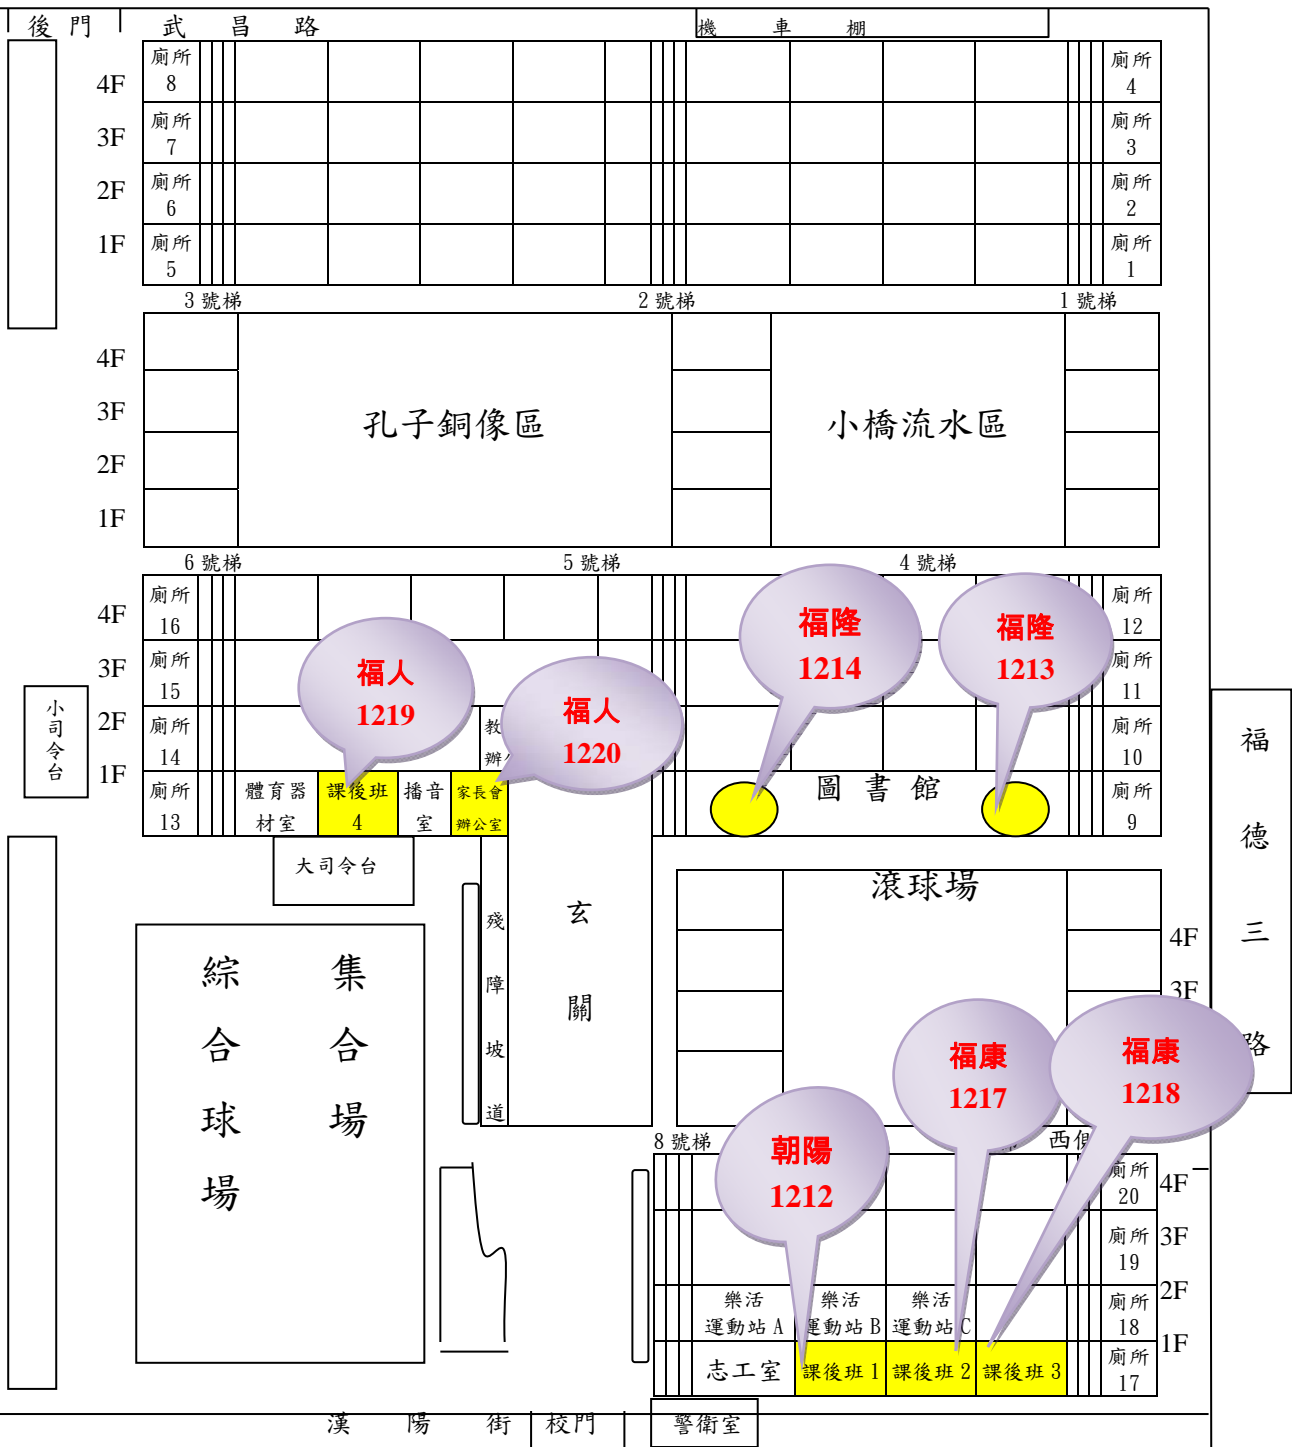 後門 武昌路 機車棚
4F 廁所 8 廁所 4
3F 廁所 7 廁所 3
2F 廁所 6 廁所 2
1F 廁所 5 廁所 1
3號梯 2號梯 1號梯
4F
3F 孔子銅像區 小橋流水區
2F
1F
6號梯 5號梯 4號梯
4F 廁所 16 廁所 12
福隆 1214
福隆 1213
3F 廁所 15 廁所 11
福人 1219
福人 1220
小司令台
2F 廁所 14 教 廁所 10
1F 廁所 13 體育器材室 課後班 4 播音室 家長會辦公室 圖書館 廁所 9
大司令台
殘障坡道
玄關
滾球場
福德三路
綜合球場
集合場
4F
3F
福康 1217
福康 1218
朝陽 1212
8號梯 西側
廁所 20 4F
廁所 19 3F
樂活運動站A 樂活運動站B 樂活運動站C 廁所 18 2F
志工室 課後班1 課後班2 課後班3 廁所 17 1F
漢陽街 校門 警衛室